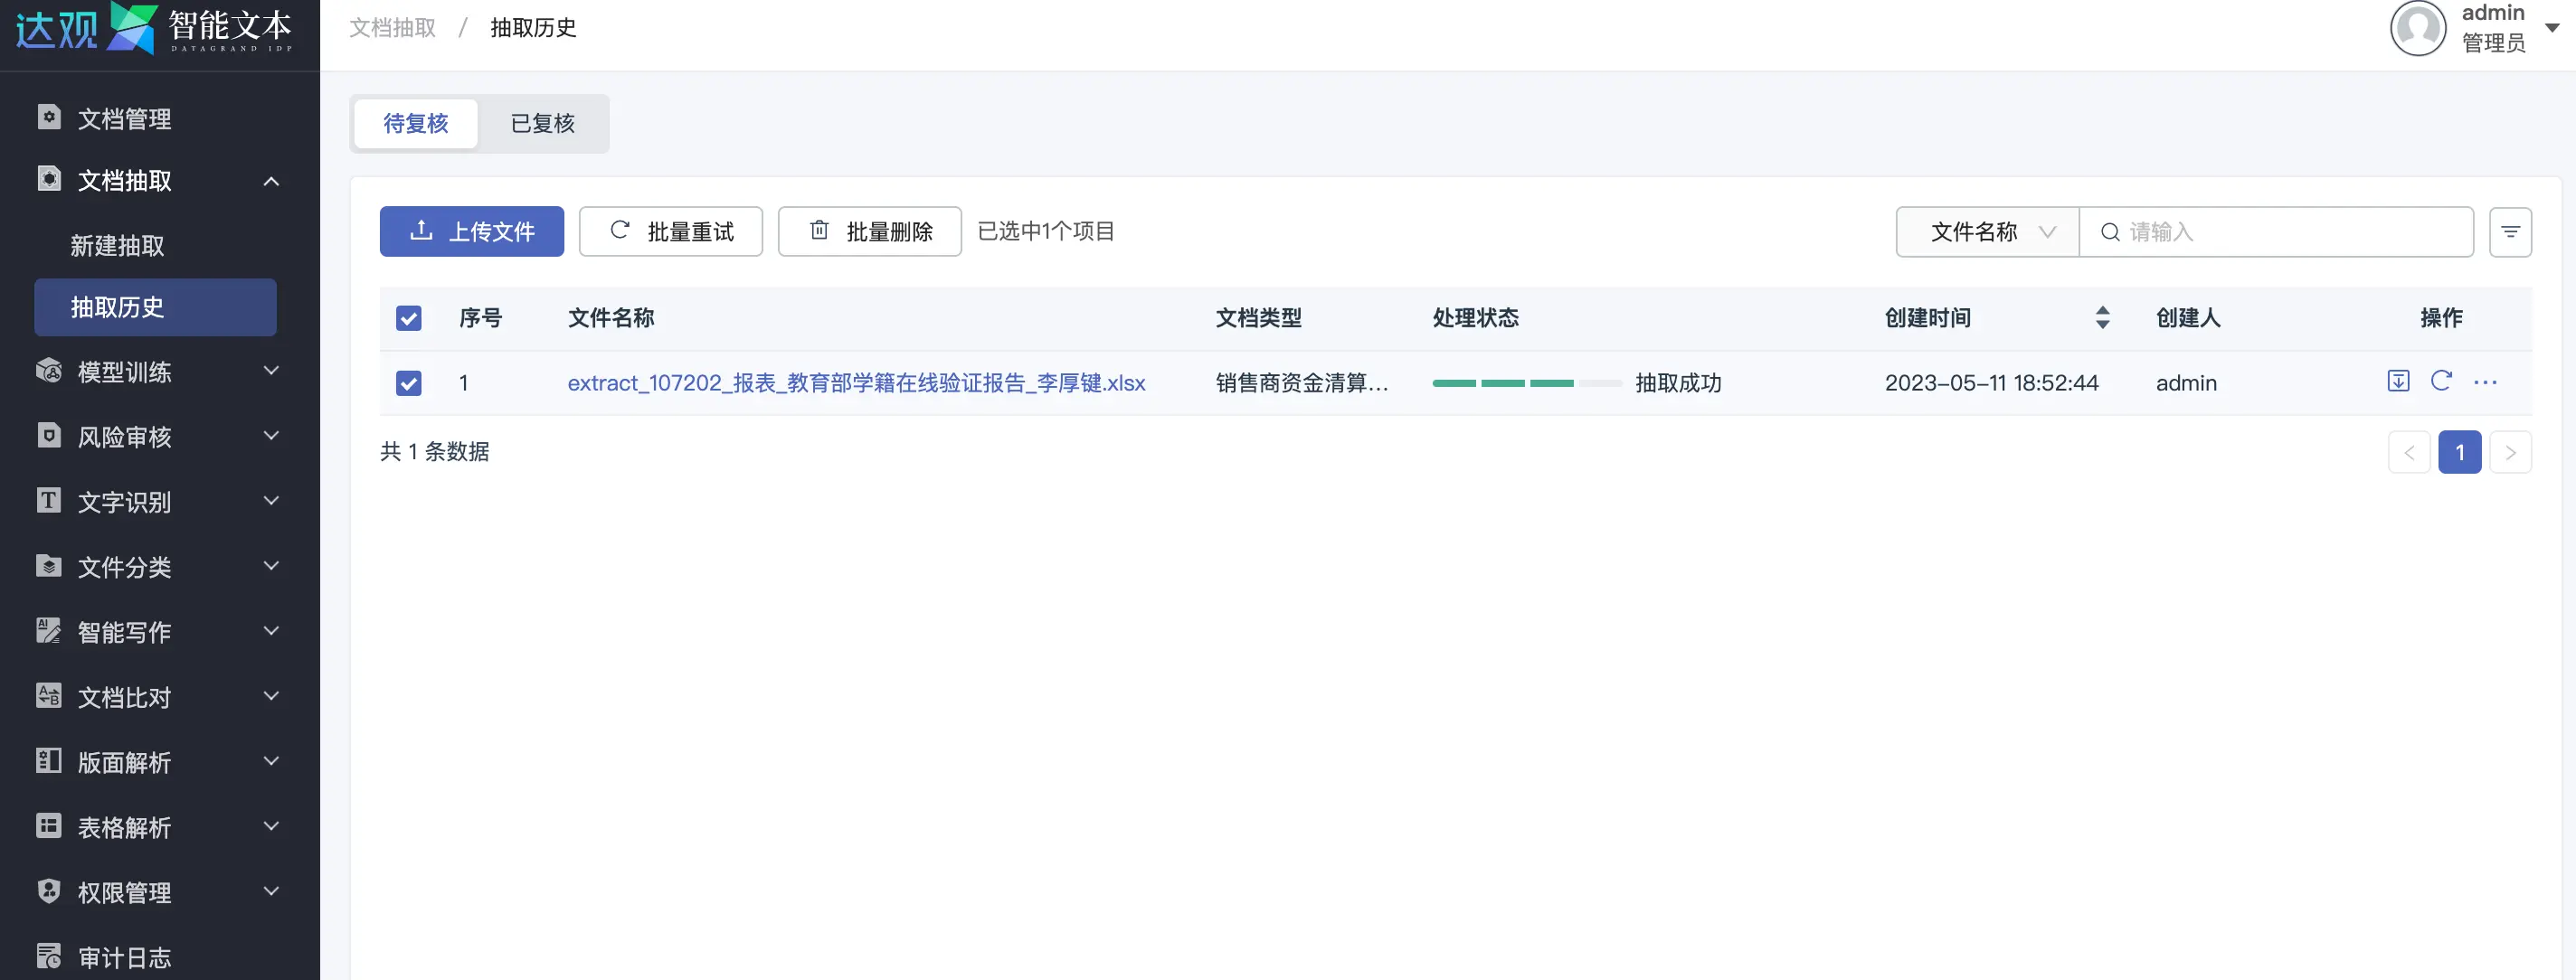 达观 智能文本
DATAGRAND IDP
文档抽取 / 抽取历史
admin
管理员
文档管理
文档抽取
新建抽取
抽取历史
模型训练
风险审核
文字识别
文件分类
智能写作
文档比对
版面解析
表格解析
权限管理
审计日志
待复核 已复核
上传文件 批量重试 批量删除 已选中1个项目 文件名称 请输入
序号 文件名称 文档类型 处理状态 创建时间 创建人 操作
1 extract_107202_报表_教育部学籍在线验证报告_李厚键.xlsx 销售商资金清算... 抽取成功 2023-05-11 18:52:44 admin ...
共 1 条数据 < 1 >